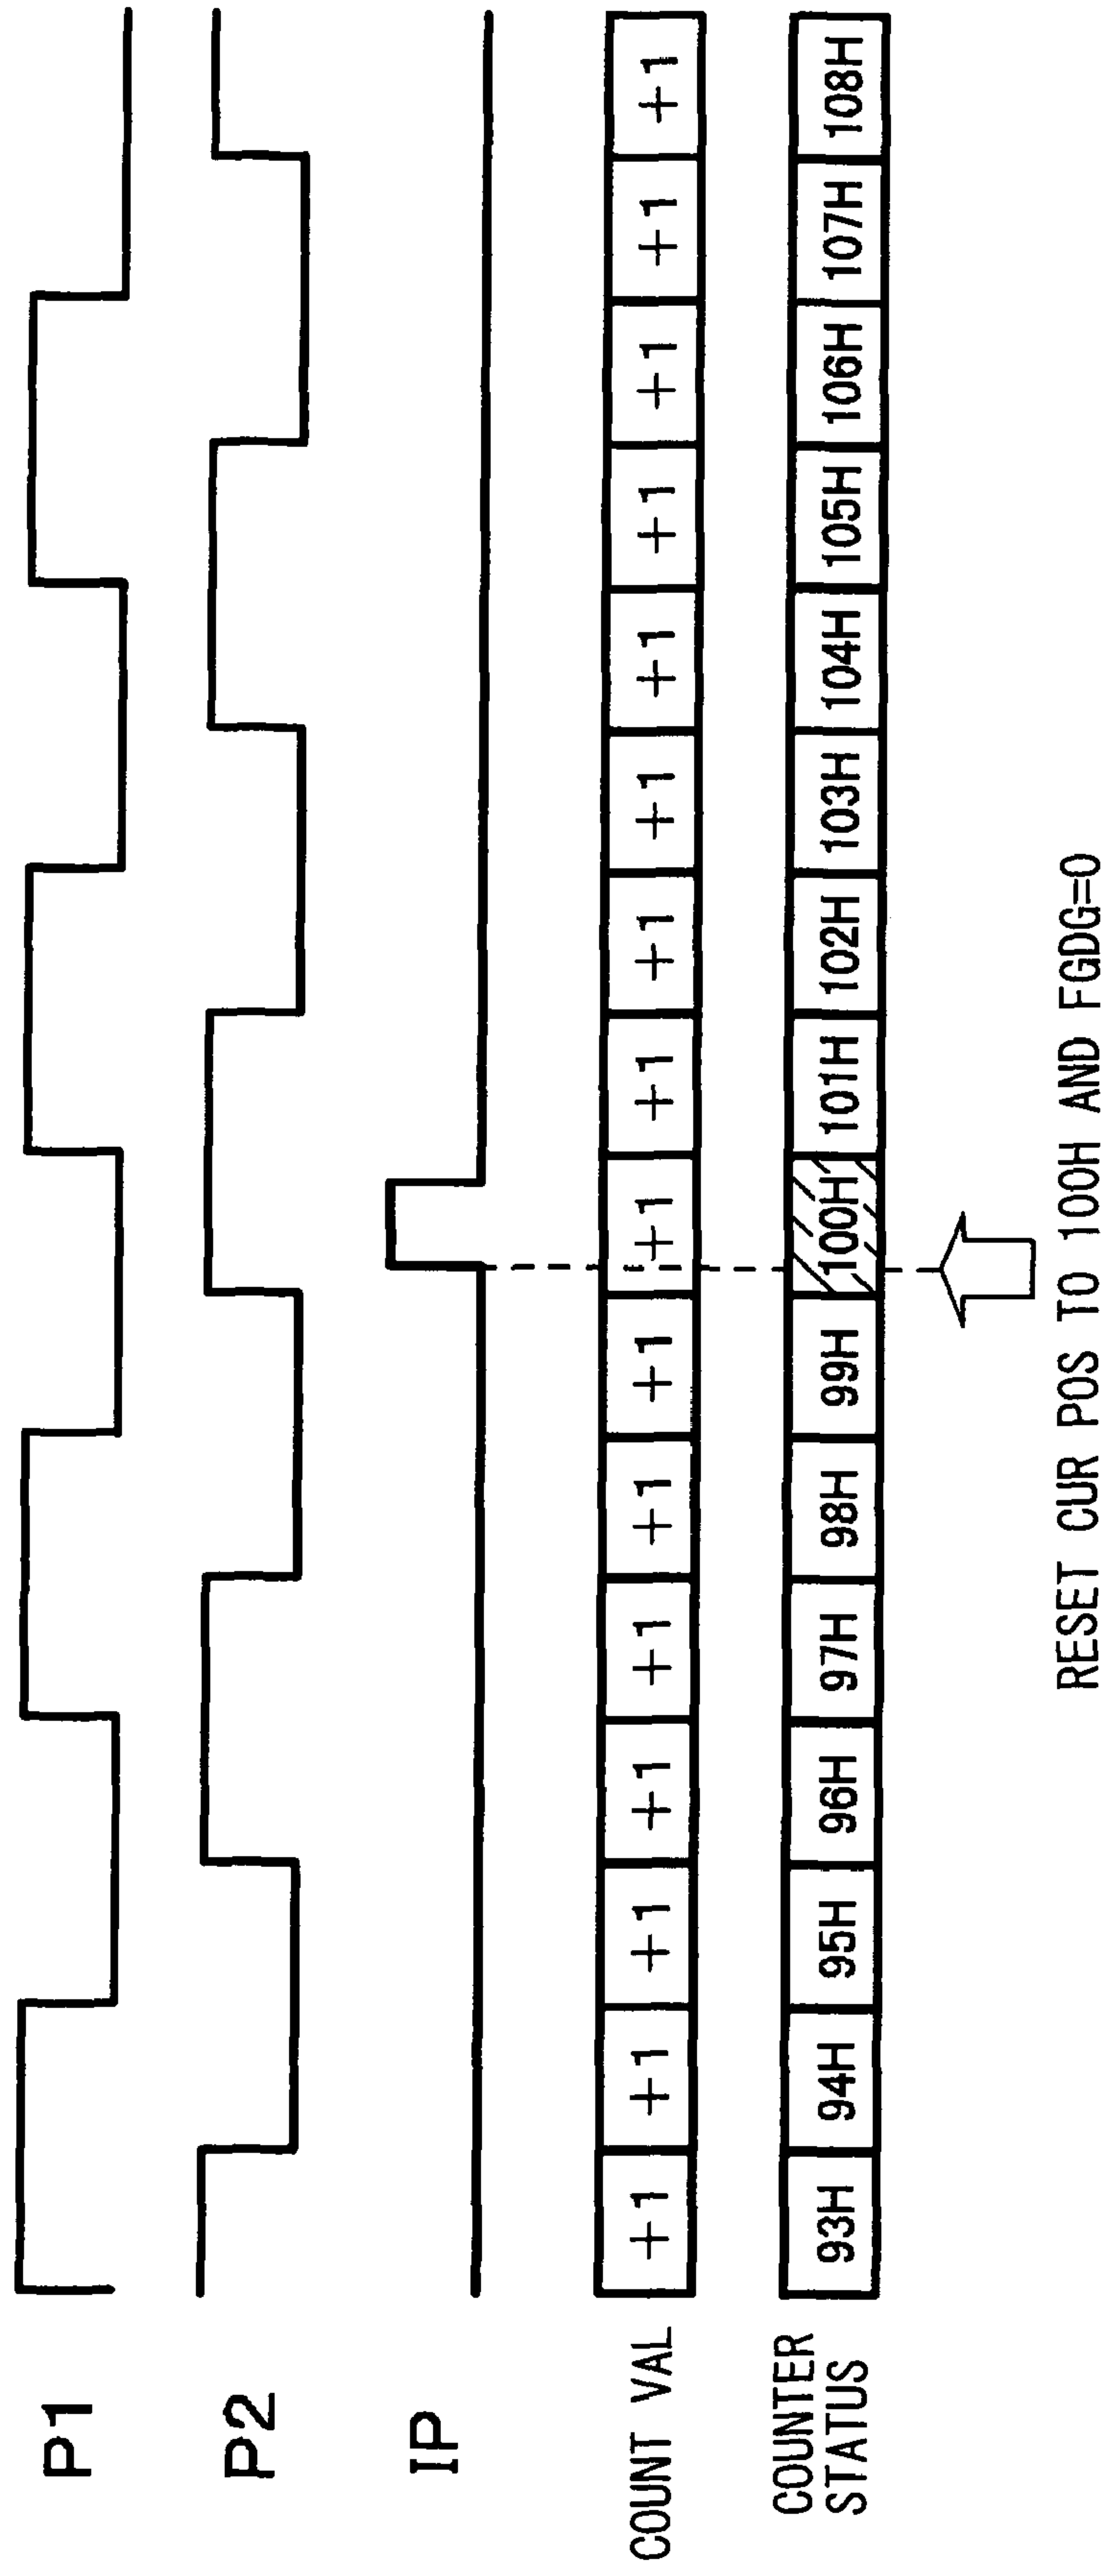 P1
P2
IP
COUNT VAL +1 +1 +1 +1 +1 +1 +1 +1 +1 +1 +1 +1 +1 +1 +1 +1
COUNTER
STATUS
93H 94H 95H 96H 97H 98H 99H 100H 101H 102H 103H 104H 105H 106H 107H 108H
RESET CUR POS TO 100H AND FGDG=0